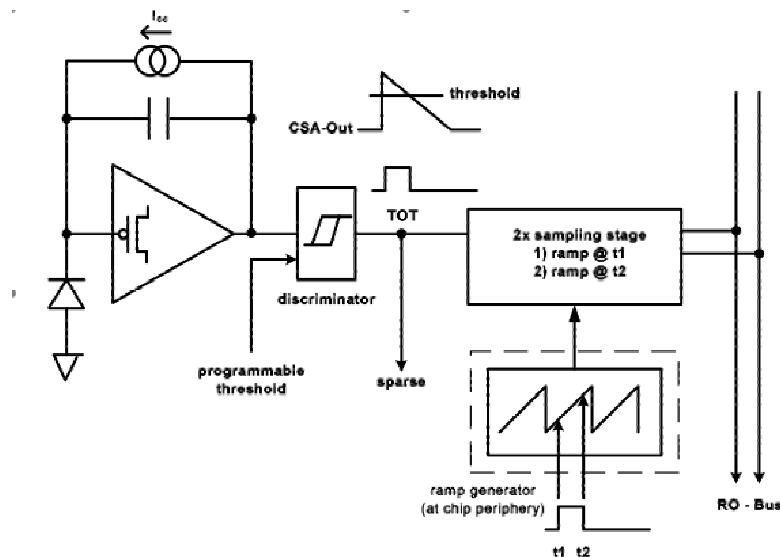 threshold
CSA-Out
TOT
2x sampling stage
1) ramp @ t1
2) ramp @ t2
discriminator
programmable
threshold
sparse
ramp generator
(at chip periphery)
RO - Bus
t1 t2